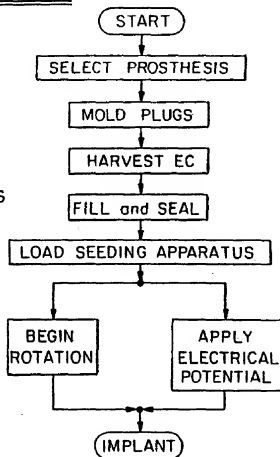 START
SELECT PROSTHESIS
MOLD PLUGS
HARVEST EC
S
FILL and SEAL
LOAD SEEDING APPARATUS
BEGIN
ROTATION
APPLY
ELECTRICAL
POTENTIAL
IMPLANT